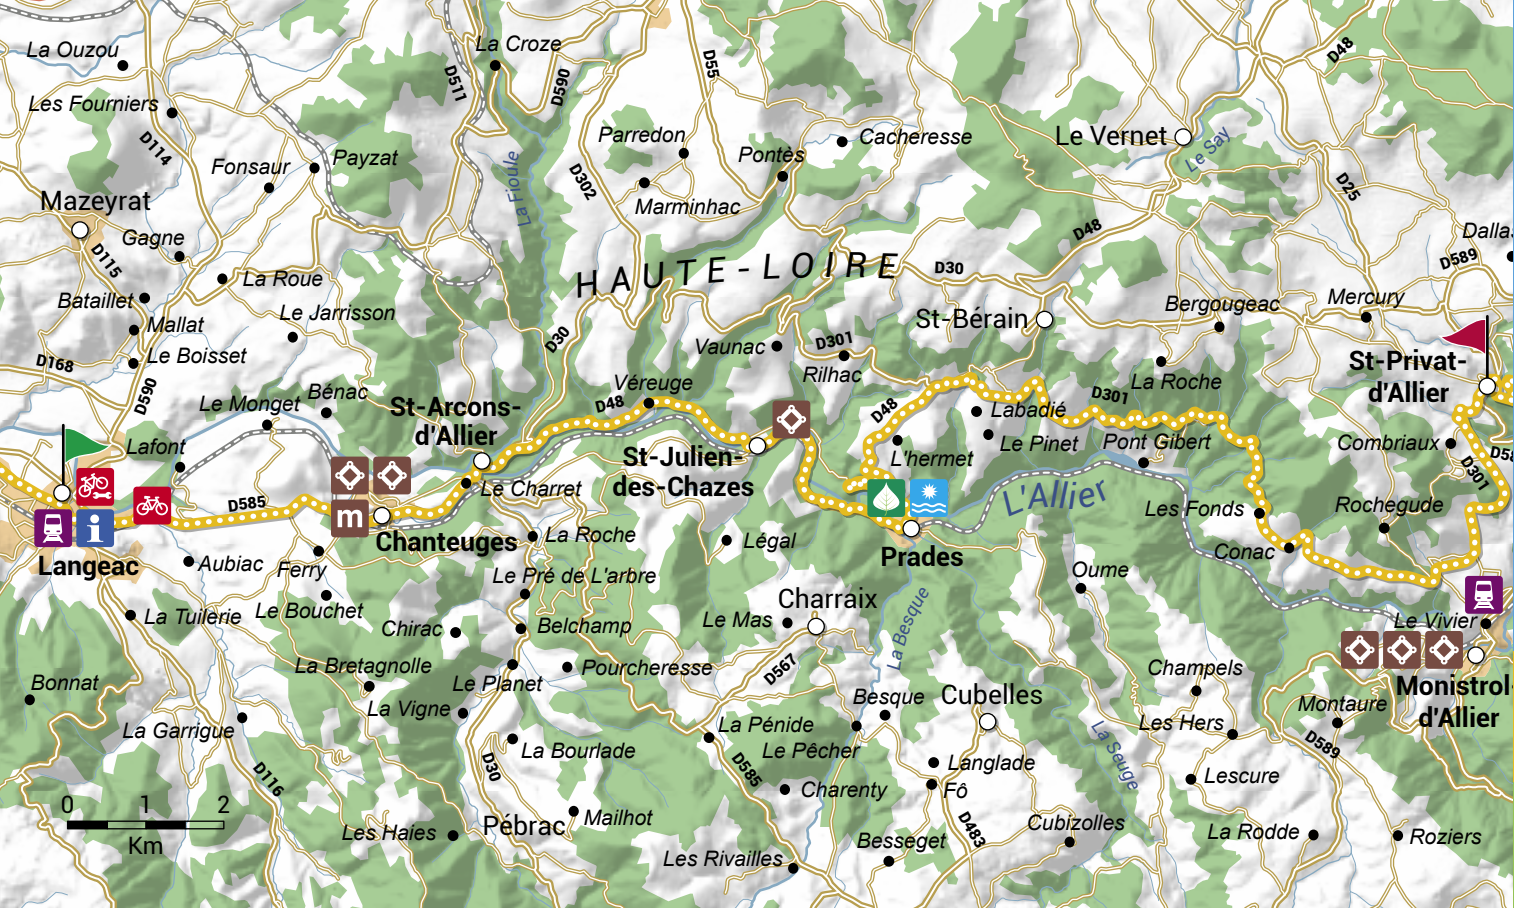 La Croze
D48
La Ouzou
D511
D590
D55
Les Fourniers
D114
Parredon
Cacheresse
Le Vernet
Le Say
Fonsaur
Payzat
Pontès
La Fioule
D302
Marminhac
D25
Mazeyrat
Gagne
D115
D48
Dallas
D589
HAUTE-LOIRE
D30
La Roue
Bataillet
Mallat
Le Jarrisson
Bergougeac
Mercury
St-Bérain
D30
D301
Vaunac
Le Boisset
D168
Rilhac
St-Privat-
d'Allier
D590
Bénac
Véreuge
La Roche
Le Monget
St-Arcons-
d'Allier
D48
D48
Labadié
D301
Lafont
Le Pinet
Pont Gibert
Combriaux
D58
St-Julien-
des-Chazes
L'hermet
D301
Le Charret
D585
m
i
L'Allier
Les Fonds
Rochegude
Chanteuges
La Roche
Légal
Prades
Conac
Langeac
Aubiac
Ferry
Le Pré de L'arbre
Oume
Le Bouchet
La Tuilerie
Charraix
Le Mas
La Besque
Le Vivier
Chirac
Belchamp
La Bretagnolle
Pourcheresse
D567
Champels
Bonnat
Le Planet
Besque
Cubelles
Monistrol-
d'Allier
La Vigne
Montaure
La Garrigue
La Pénide
Les Hers
Le Pêcher
La Bourlade
La Seuge
D589
D30
D116
D585
Langlade
Lescure
Charenty
Fô
0 1 2
Km
Les Haies
Pébrac
Mailhot
D483
Cubizolles
La Rodde
Roziers
Besseget
Les Rivailles